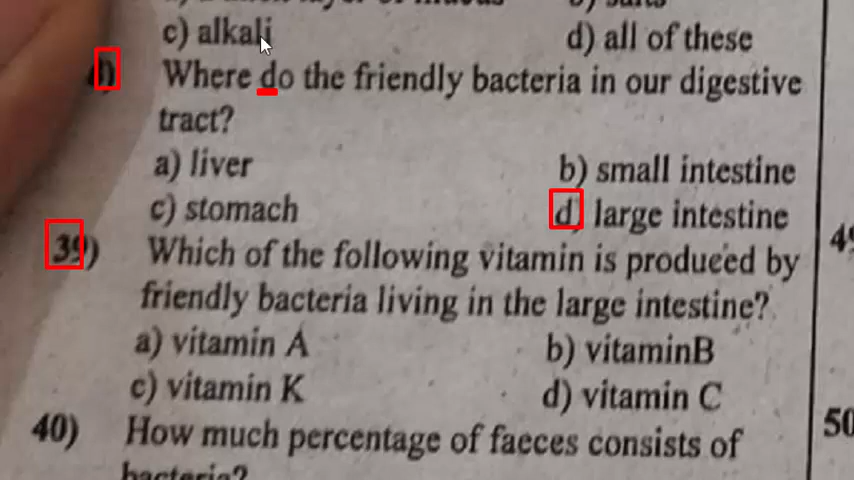 c) alkali
d) all of these
Where do the friendly bacteria in our digestive
tract?
a) liver
b) small intestine
c) stomach
d) large intestine
39) Which of the following vitamin is produeed by
friendly bacteria living in the large intestine?
a) vitamin A
b) vitaminB
c) vitamin K
d) vitamin C
40) How much percentage of faeces consists of
bacteria?
50